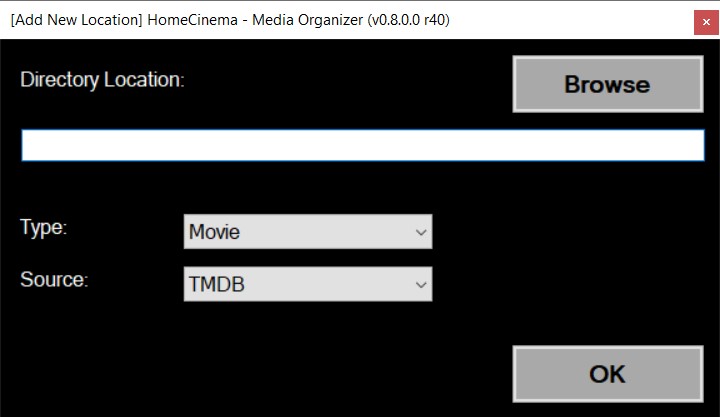 [Add New Location] HomeCinema - Media Organizer (v0.8.0.0 r40)
Directory Location:
Browse
Type:
Movie
Source:
TMDB
OK